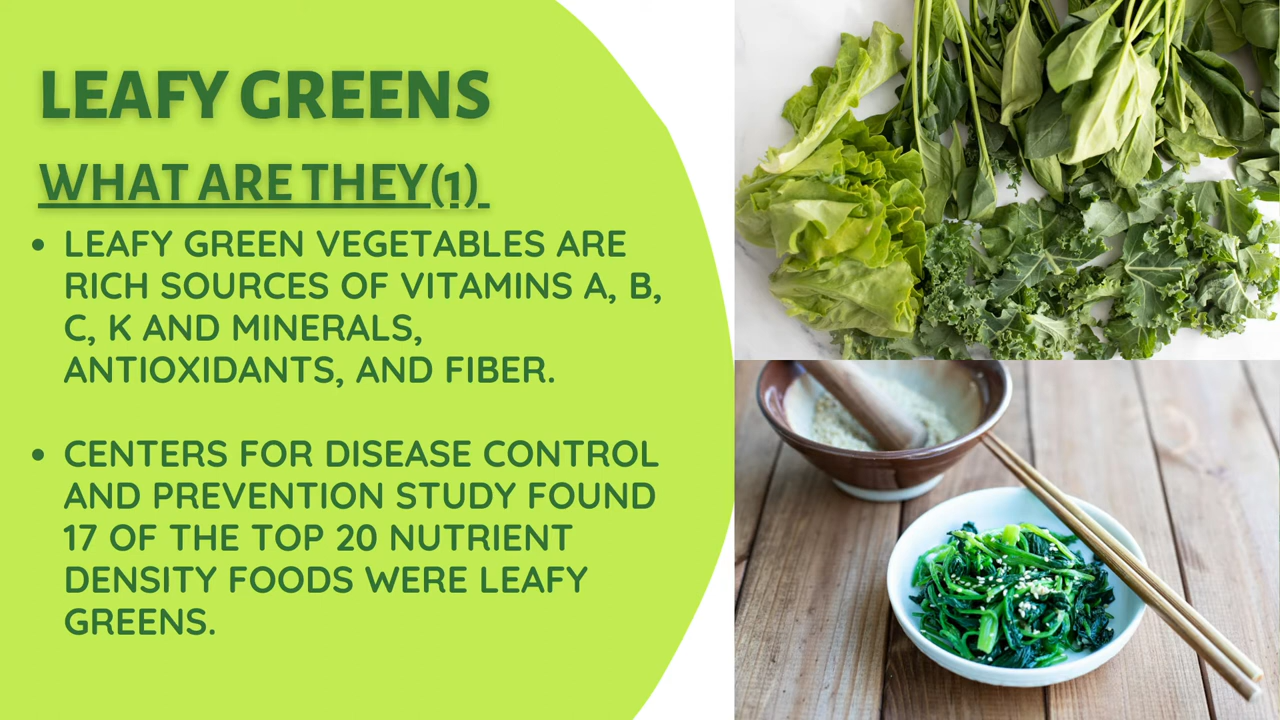 LEAFY GREENS
WHAT ARE THEY(1)
• LEAFY GREEN VEGETABLES ARE
RICH SOURCES OF VITAMINS A, B,
C, K AND MINERALS,
ANTIOXIDANTS, AND FIBER.
• CENTERS FOR DISEASE CONTROL
AND PREVENTION STUDY FOUND
17 OF THE TOP 20 NUTRIENT
DENSITY FOODS WERE LEAFY
GREENS.